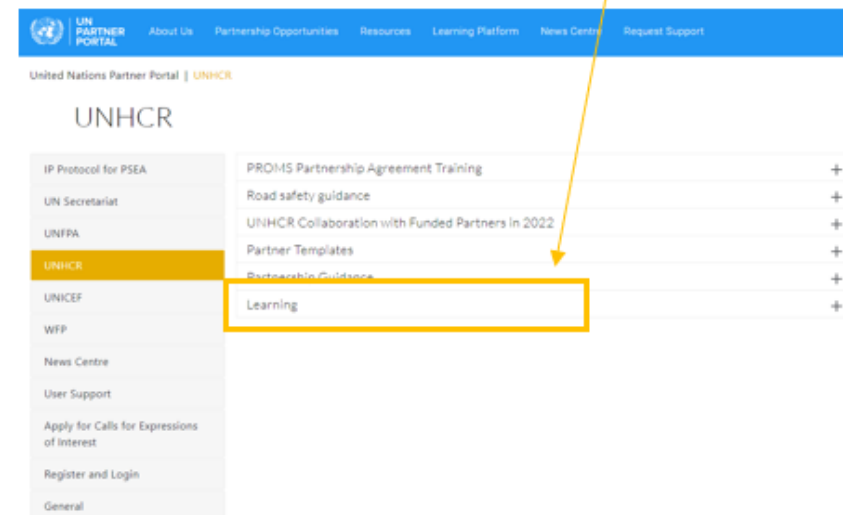 UN
PARTNER
PORTAL
About Us
Partnership Opportunities
Resources
Learning Platform
News Centre
Request Support
United Nations Partner Portal | UNHCR
UNHCR
IP Protocol for PSEA
UN Secretariat
UNFPA
UNHCR
UNICEF
WFP
News Centre
User Support
Apply for Calls for Expressions
of Interest
Register and Login
General
PROMS Partnership Agreement Training
Road safety guidance
UNHCR Collaboration with Funded Partners in 2022
Partner Templates
Partnership Guidance
Learning